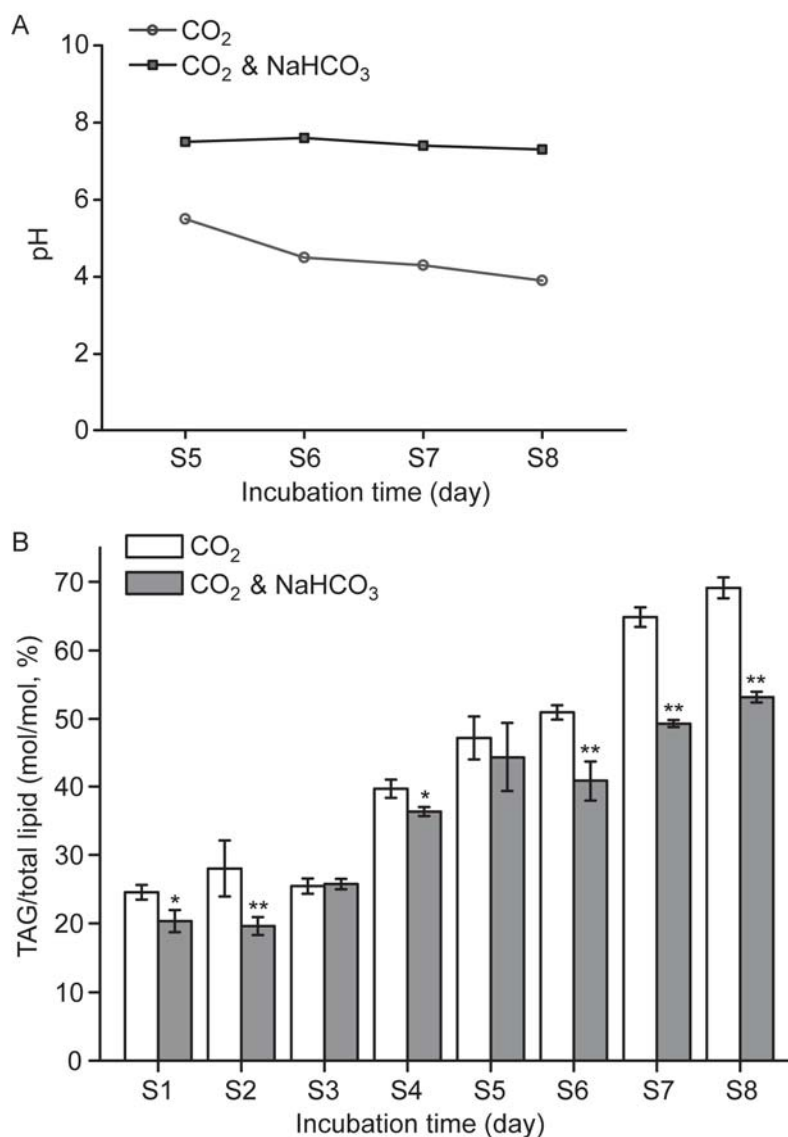 A
CO₂
CO₂ & NaHCO₃
10
8
6
4
2
0
pH
S5 S6 S7 S8
Incubation time (day)
B
CO₂
CO₂ & NaHCO₃
70
60
50
40
30
20
10
0
TAG/total lipid (mol/mol, %)
* ** * ** ** **
S1 S2 S3 S4 S5 S6 S7 S8
Incubation time (day)